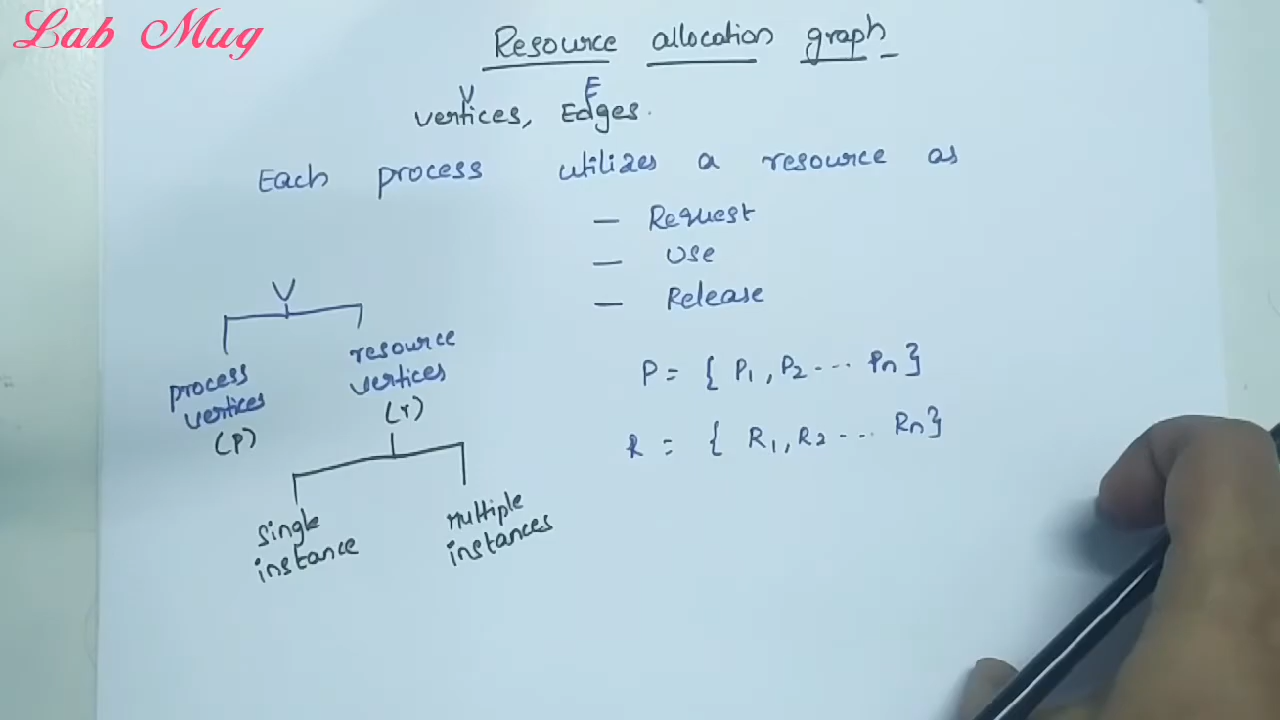 Lab Mug
Resource allocation graph
V E
vertices, Edges.
Each process utilizes a resource as
— Request
— Use
— Release
V
process
vertices
(P)
resource
vertices
(r)
single
instance
Multiple
instances
P = { P1, P2 --- Pn }
R = { R1, R2 --- Rn }